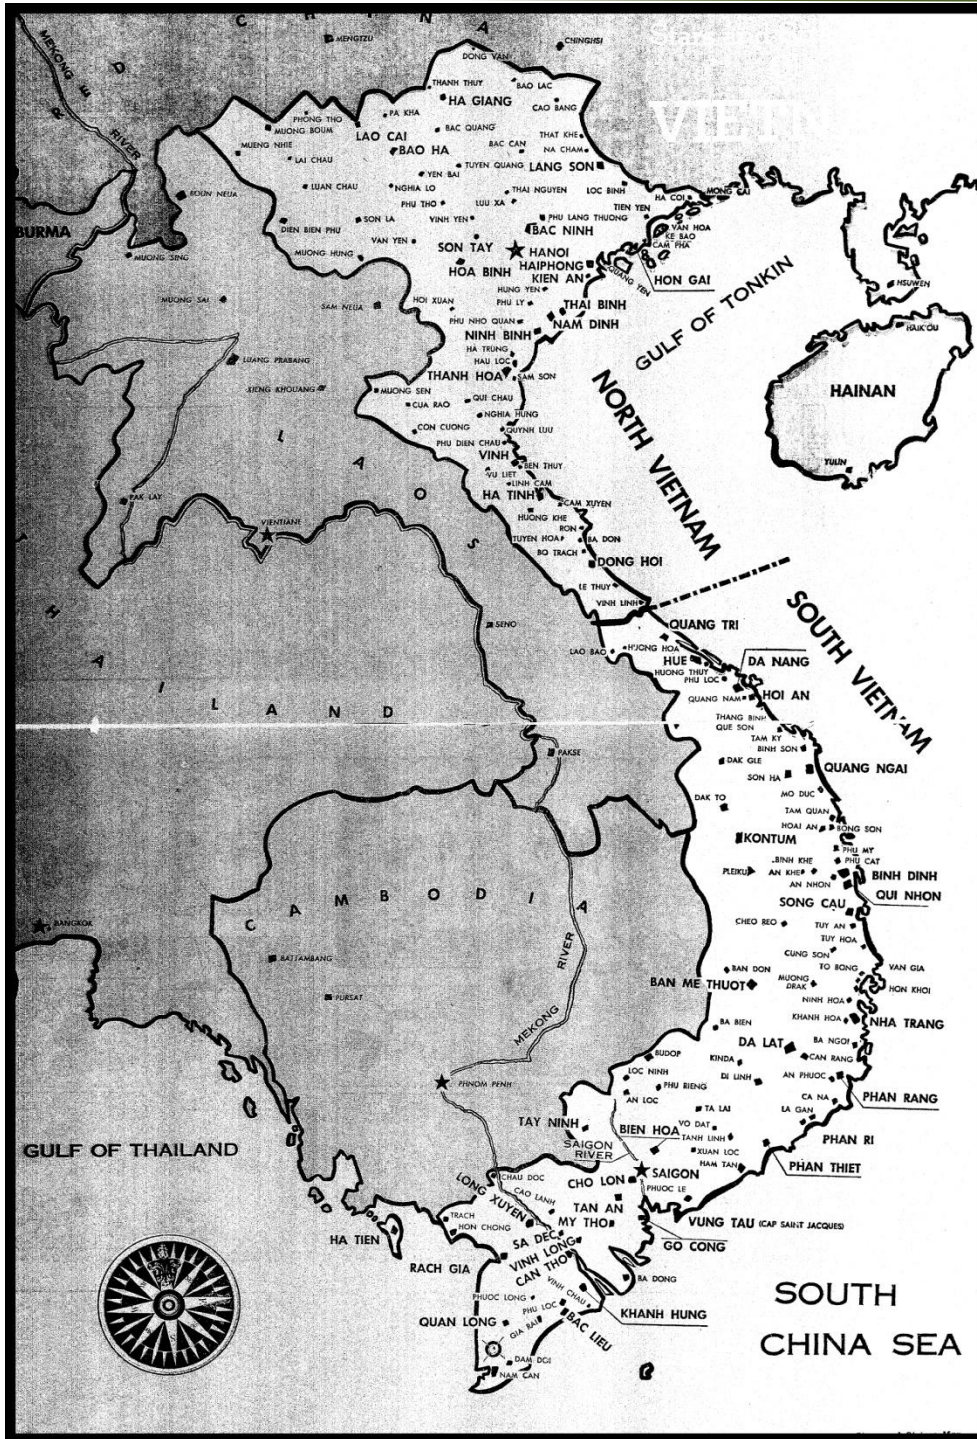 CHINA
MENGTZU
CHINGHSI
VIETN
MEKONG
RIVER
DONG VAN
THANH THUY
BAO LAC
HA GIANG
CAO BANG
PHONG THO
PA KHA
MUONG BOUM
LAO CAI
BAC QUANG
THAT KHE
BAO HA
BAC CAN
NA CHAM
MUENG NHIE
LAI CHAU
TUYEN QUANG
LANG SON
YEN BAI
BOUN NEUA
LUAN CHAU
NGHIA LO
THAI NGUYEN
LOC BINH
MONG CAI
HA COI
PHU THO
LUU XA
TIEN YEN
BURMA
DIEN BIEN PHU
SON LA
VINH YEN
PHU LANG THUONG
VAN HOA
BAC NINH
KE BAO
VAN YEN
SON TAY
HANOI
CAM PHA
MUONG SING
MUONG HUNG
HOA BINH
HAIPHONG
QUANG YEN
HON GAI
KIEN AN
HSUWEN
HUNG YEN
MUONG SAI
SAM NEUA
HOI XUAN
PHU LY
THAI BINH
PHU NHO QUAN
NAM DINH
GULF OF TONKIN
HAIKOU
NINH BINH
HA TRUNG
LUANG PRABANG
HAU LOC
THANH HOA
SAM SON
XIENG KHOUANG
MUONG SEN
HAINAN
CUA RAO
QUI CHAU
NGHIA HUNG
CON CUONG
QUYNH LUU
NORTH VIETNAM
PHU DIEN CHAU
VINH
BEN THUY
YULIN
VU LIET
LINH CAM
LAOS
PAK LAY
HA TINH
CAM XUYEN
HUONG KHE
VIENTIANE
RON
TUYEN HOA
BA DON
BO TRACH
DONG HOI
LE THUY
VINH LINH
THAILAND
SENO
QUANG TRI
SOUTH VIETNAM
LAO BAO
HUONG HOA
HUE
DA NANG
HUONG THUY
PHU LOC
QUANG NAM
HOI AN
THANG BINH
QUE SON
TAM KY
BINH SON
PAKSE
DAK GLE
QUANG NGAI
SON HA
MO DUC
DAK TO
TAM QUAN
HOAI AN
BONG SON
KONTUM
PHU MY
BINH KHE
PHU CAT
PLEIKU
AN KHE
BINH DINH
AN NHON
QUI NHON
CAMBODIA
SONG CAU
BANGKOK
CHEO REO
TUY AN
TUY HOA
BATTAMBANG
CUNG SON
MEKONG RIVER
BAN DON
TO BONG
VAN GIA
BAN ME THUOT
MUONG
DRAK
HON KHOI
PURSAT
NINH HOA
BA BIEN
KHANH HOA
NHA TRANG
DA LAT
BA NGOI
BUDOP
KINDA
CAN RANG
LOC NINH
DI LINH
AN PHUOC
PHNOM PENH
PHU RIENG
AN LOC
CA NA
PHAN RANG
TA LAI
LA GAN
TAY NINH
BIEN HOA
VO DAT
TANH LINH
PHAN RI
SAIGON
RIVER
XUAN LOC
GULF OF THAILAND
HAM TAN
PHAN THIET
CHAU DOC
CHO LON
SAIGON
LONG XUYEN
CAO LANH
PHUOC LE
TAN AN
TRACH
MY THO
VUNG TAU (CAP SAINT JACQUES)
HA TIEN
HON CHONG
SA DEC
GO CONG
VINH LONG
RACH GIA
CAN THO
BA DONG
PHUOC LONG
VINH CHAU
PHU LOC
KHANH HUNG
QUAN LONG
GIA RAI
BAC LIEU
SOUTH
CHINA SEA
DAM DOI
NAM CAN